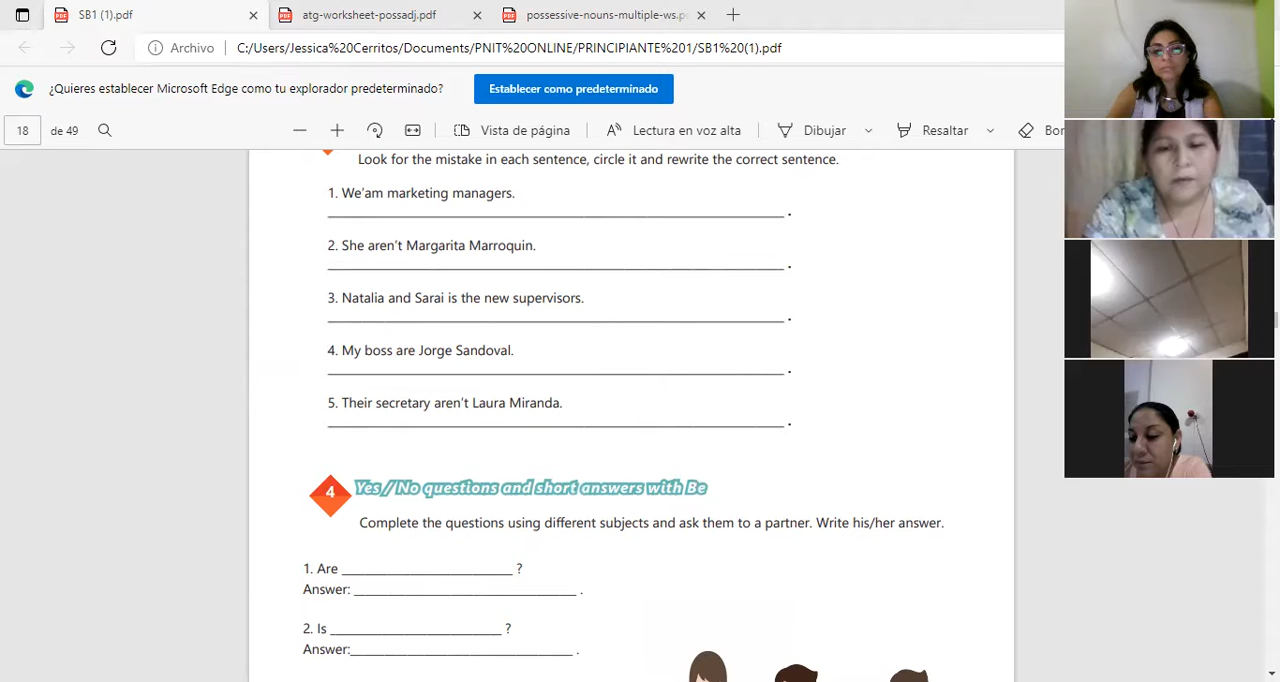 SB1 (1).pdf
atg-worksheet-possadj.pdf
possessive-nouns-multiple-ws.p
Archivo
C:/Users/Jessica%20Cerritos/Documents/PNIT%20ONLINE/PRINCIPIANTE%201/SB1%20(1).pdf
¿Quieres establecer Microsoft Edge como tu explorador predeterminado?
Establecer como predeterminado
18 de 49
Vista de página
Lectura en voz alta
Dibujar
Resaltar
Bor
Look for the mistake in each sentence, circle it and rewrite the correct sentence.
1. We'am marketing managers.
2. She aren't Margarita Marroquin.
3. Natalia and Sarai is the new supervisors.
4. My boss are Jorge Sandoval.
5. Their secretary aren't Laura Miranda.
4 Yes / No questions and short answers with Be
Complete the questions using different subjects and ask them to a partner. Write his/her answer.
1. Are ______________________ ?
Answer: ____________________________ .
2. Is ______________________ ?
Answer:____________________________ .